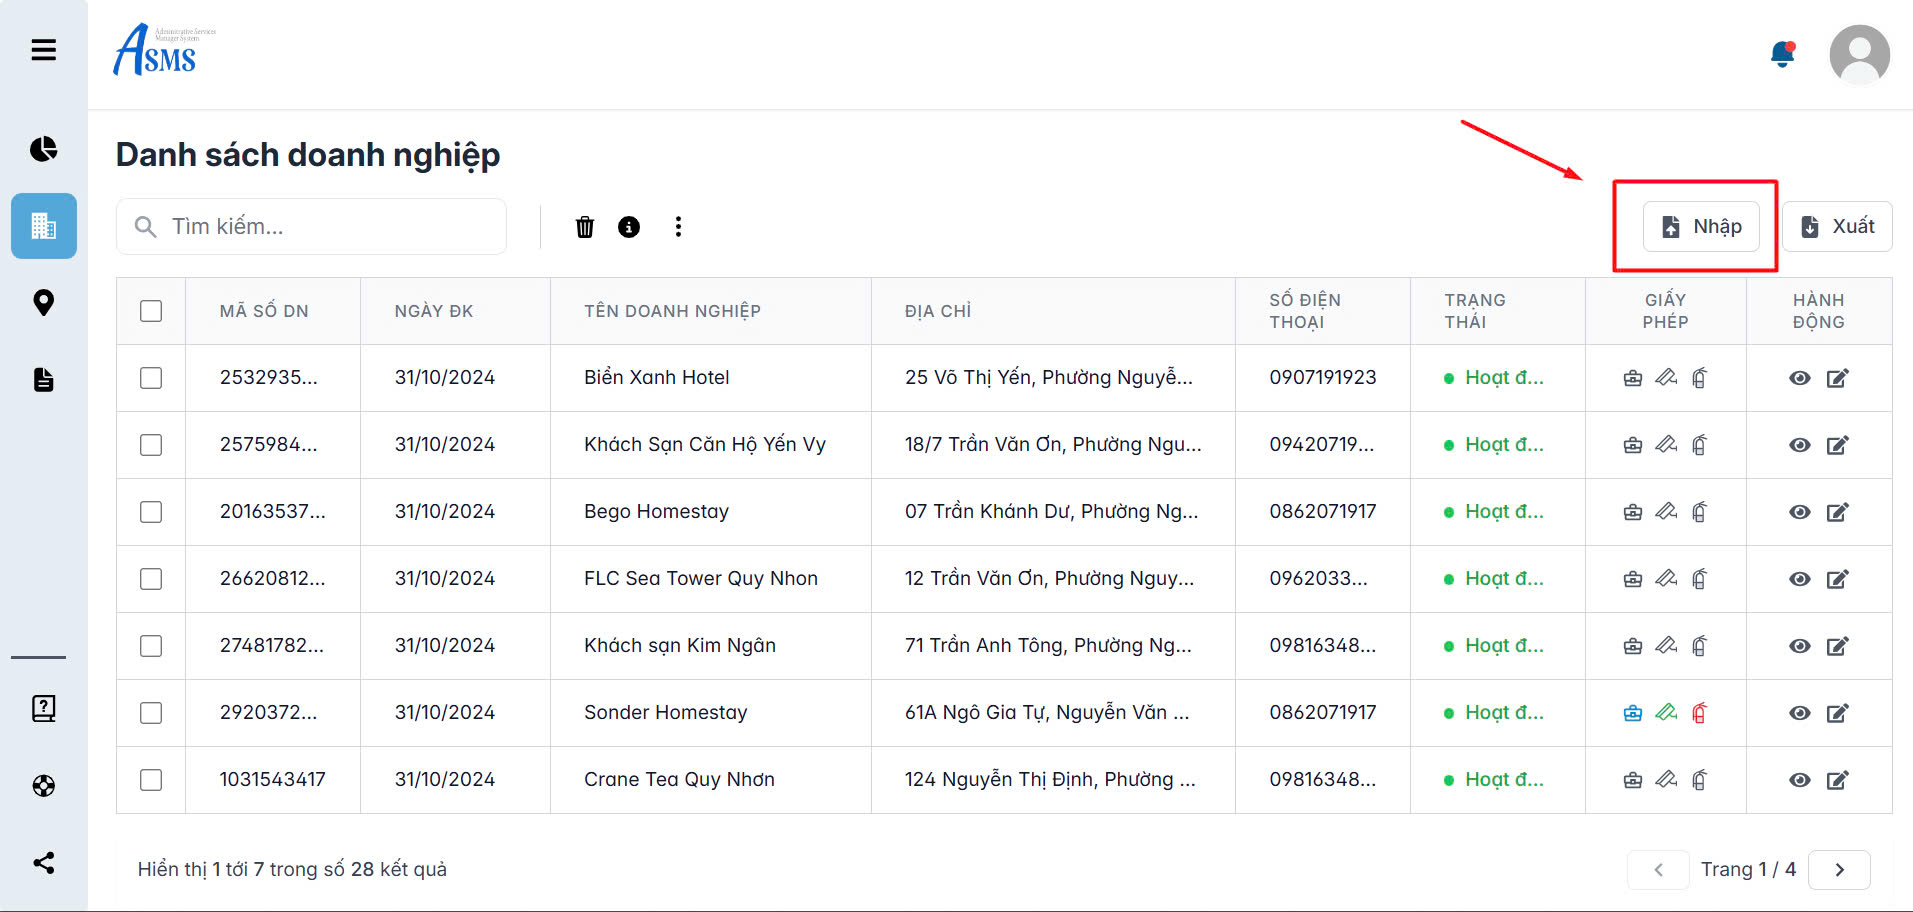 Administrative Services
Manager System
ASMS
Danh sách doanh nghiệp
Tìm kiếm...
Nhập
Xuất
MÃ SỐ DN NGÀY ĐK TÊN DOANH NGHIỆP ĐỊA CHỈ SỐ ĐIỆN THOẠI TRẠNG THÁI GIẤY PHÉP HÀNH ĐỘNG
2532935... 31/10/2024 Biển Xanh Hotel 25 Võ Thị Yến, Phường Nguyễ... 0907191923 Hoạt đ...
2575984... 31/10/2024 Khách Sạn Căn Hộ Yến Vy 18/7 Trần Văn Ơn, Phường Ngu... 09420719... Hoạt đ...
20163537... 31/10/2024 Bego Homestay 07 Trần Khánh Dư, Phường Ng... 0862071917 Hoạt đ...
26620812... 31/10/2024 FLC Sea Tower Quy Nhon 12 Trần Văn Ơn, Phường Nguy... 0962033... Hoạt đ...
27481782... 31/10/2024 Khách sạn Kim Ngân 71 Trần Anh Tông, Phường Ng... 09816348... Hoạt đ...
2920372... 31/10/2024 Sonder Homestay 61A Ngô Gia Tự, Nguyễn Văn ... 0862071917 Hoạt đ...
1031543417 31/10/2024 Crane Tea Quy Nhơn 124 Nguyễn Thị Định, Phường ... 09816348... Hoạt đ...
Hiển thị 1 tới 7 trong số 28 kết quả
Trang 1 / 4